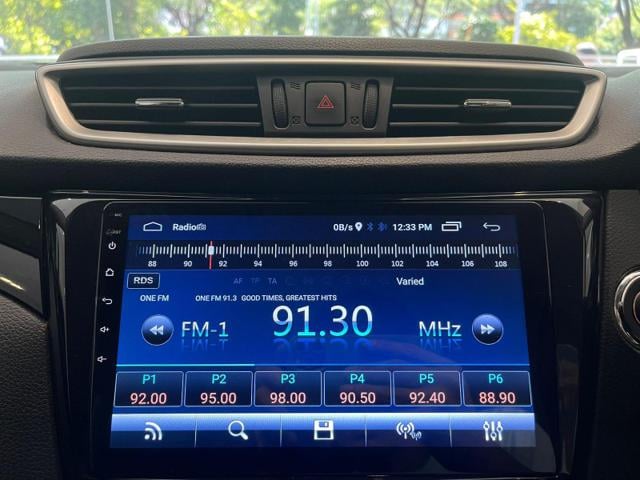 MIC
Radio
0B/s 12:33 PM
88 90 92 94 96 98 100 102 104 106 108
RDS AF TP TA Varied
ONE FM ONE FM 91.3 GOOD TIMES, GREATEST HITS
FM-1 91.30 MHz
P1 P2 P3 P4 P5 P6
92.00 95.00 98.00 90.50 92.40 88.90